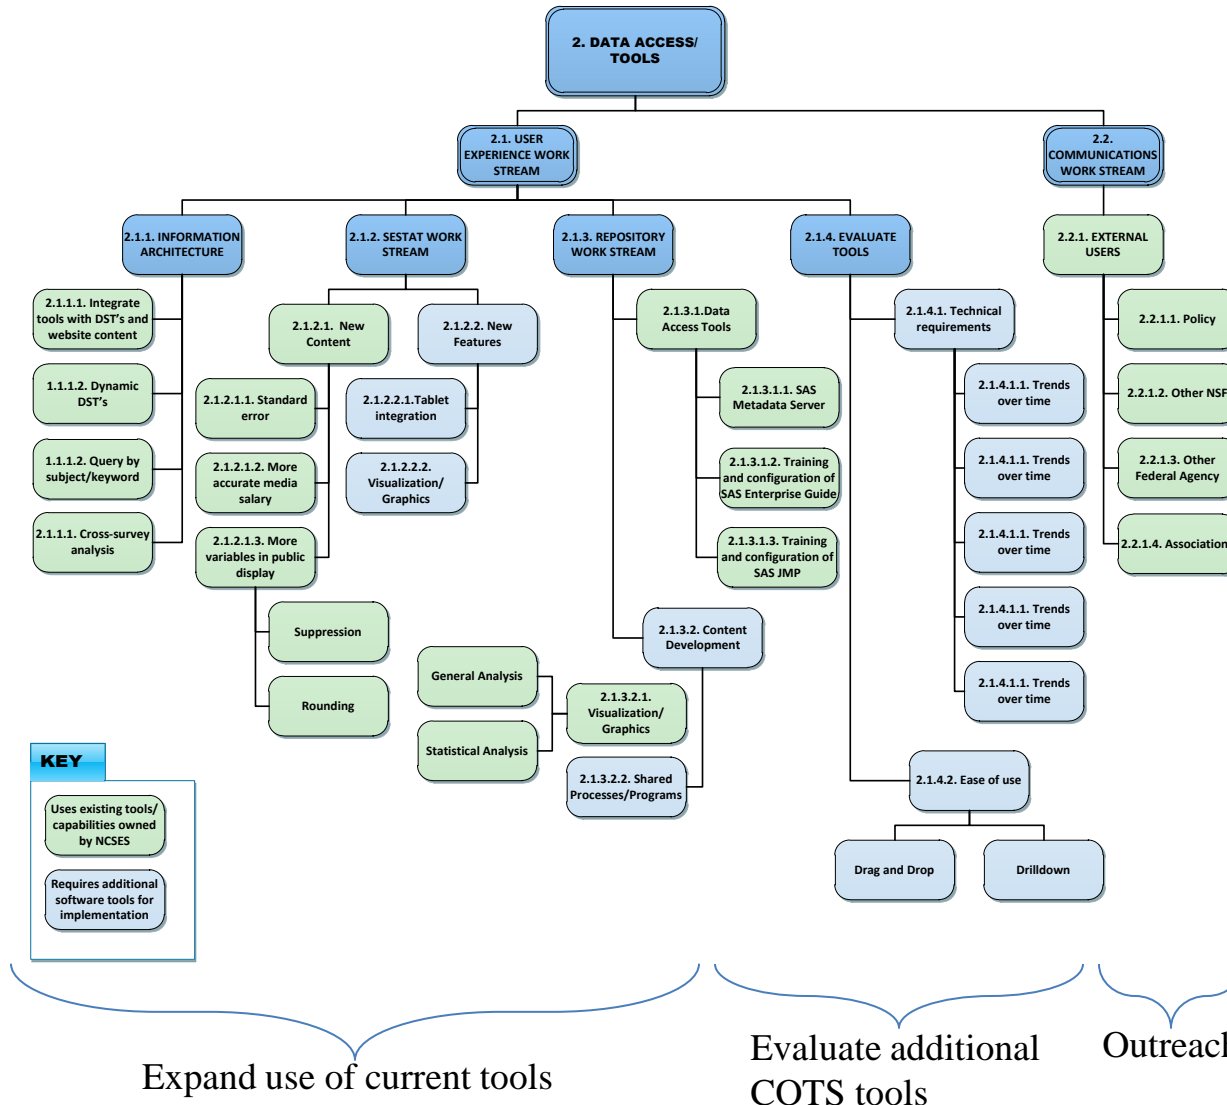 2. DATA ACCESS/
TOOLS
2.1. USER
EXPERIENCE WORK
STREAM
2.2.
COMMUNICATIONS
WORK STREAM
2.1.1. INFORMATION
ARCHITECTURE
2.1.2. SESTAT WORK
STREAM
2.1.3. REPOSITORY
WORK STREAM
2.1.4. EVALUATE
TOOLS
2.2.1. EXTERNAL
USERS
2.1.1.1. Integrate
tools with DST's and
website content
1.1.1.2. Dynamic
DST's
1.1.1.2. Query by
subject/keyword
2.1.1.1. Cross-survey
analysis
2.1.2.1. New
Content
2.1.2.2. New
Features
2.1.2.1.1. Standard
error
2.1.2.1.2. More
accurate media
salary
2.1.2.1.3. More
variables in public
display
Suppression
Rounding
2.1.2.2.1.Tablet
integration
2.1.2.2.2.
Visualization/
Graphics
2.1.3.1.Data
Access Tools
2.1.3.1.1. SAS
Metadata Server
2.1.3.1.2. Training
and configuration of
SAS Enterprise Guide
2.1.3.1.3. Training
and configuration of
SAS JMP
2.1.3.2. Content
Development
General Analysis
Statistical Analysis
2.1.3.2.1.
Visualization/
Graphics
2.1.3.2.2. Shared
Processes/Programs
2.1.4.1. Technical
requirements
2.1.4.1.1. Trends
over time
2.1.4.1.1. Trends
over time
2.1.4.1.1. Trends
over time
2.1.4.1.1. Trends
over time
2.1.4.1.1. Trends
over time
2.1.4.2. Ease of use
Drag and Drop
Drilldown
2.2.1.1. Policy
2.2.1.2. Other NSF
2.2.1.3. Other
Federal Agency
2.2.1.4. Association
KEY
Uses existing tools/
capabilities owned
by NCSES
Requires additional
software tools for
implementation
Expand use of current tools
Evaluate additional
COTS tools
Outreach